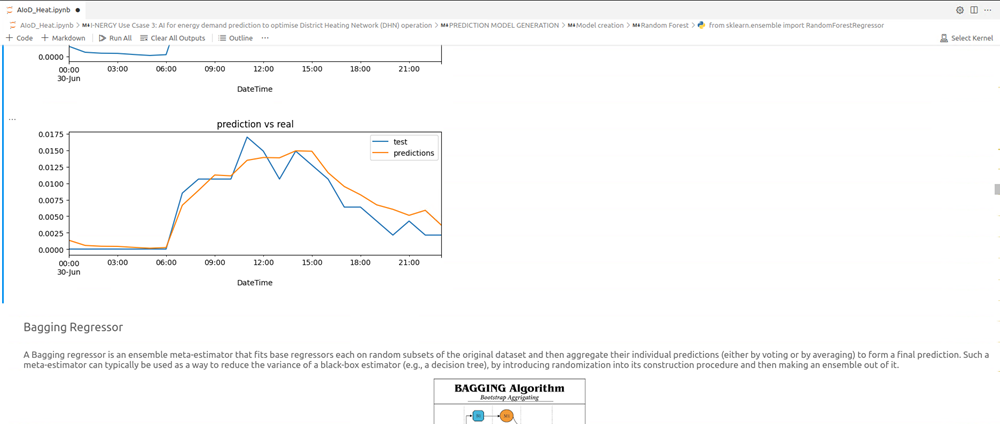 AIoD_Heat.ipynb
AIoD_Heat.ipynb > M↓I-NERGY Use Csase 3: AI for energy demand prediction to optimise District Heating Network (DHN) operation > M↓PREDICTION MODEL GENERATION > M↓Model creation > M↓Random Forest > from.sklearn.ensemble import RandomForestRegressor
+ Code + Markdown Run All Clear All Outputs Outline ... Select Kernel
0.0000
00:00 03:00 06:00 09:00 12:00 15:00 18:00 21:00
30-Jun
DateTime
...
prediction vs real
test
predictions
0.0175
0.0150
0.0125
0.0100
0.0075
0.0050
0.0025
0.0000
00:00 03:00 06:00 09:00 12:00 15:00 18:00 21:00
30-Jun
DateTime
Bagging Regressor
A Bagging regressor is an ensemble meta-estimator that fits base regressors each on random subsets of the original dataset and then aggregate their individual predictions (either by voting or by averaging) to form a final prediction. Such a
meta-estimator can typically be used as a way to reduce the variance of a black-box estimator (e.g., a decision tree), by introducing randomization into its construction procedure and then making an ensemble out of it.
BAGGING Algorithm
Bootstrap Aggrigating